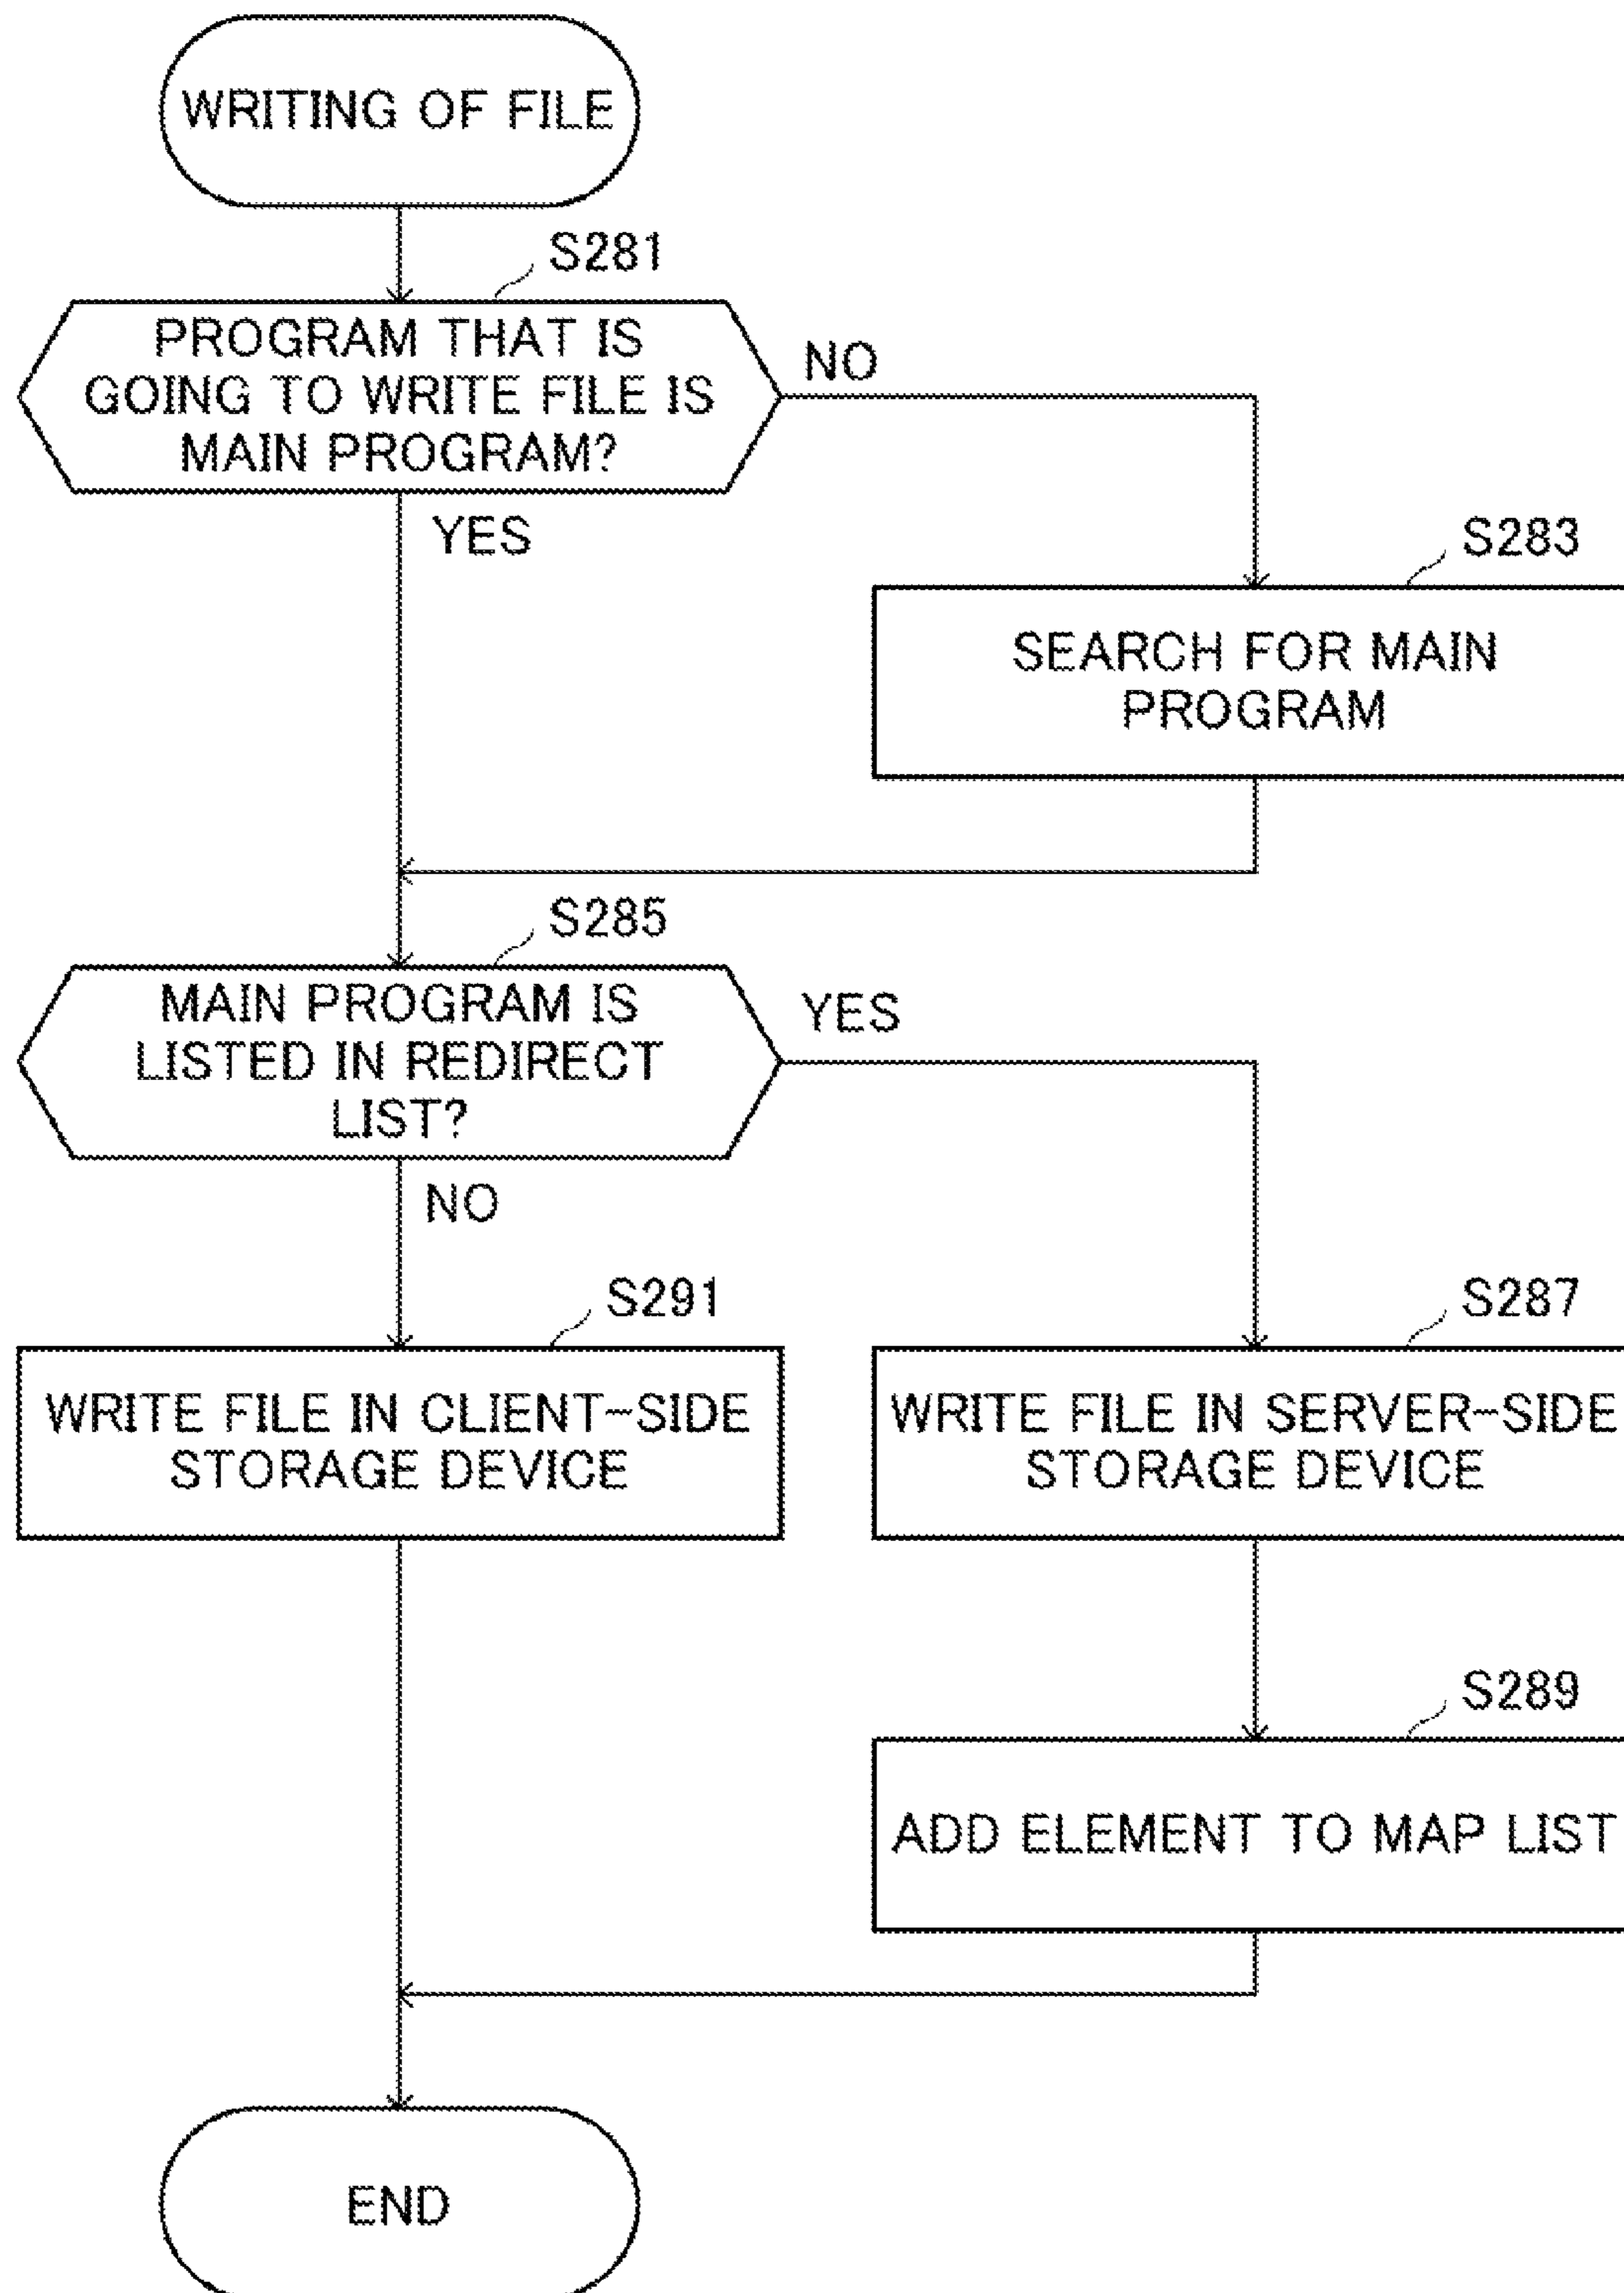 WRITING OF FILE
S281
PROGRAM THAT IS
GOING TO WRITE FILE IS
MAIN PROGRAM?
NO
YES
S283
SEARCH FOR MAIN
PROGRAM
S285
MAIN PROGRAM IS
LISTED IN REDIRECT
LIST?
YES
NO
S291
WRITE FILE IN CLIENT-SIDE
STORAGE DEVICE
S287
WRITE FILE IN SERVER-SIDE
STORAGE DEVICE
S289
ADD ELEMENT TO MAP LIST
END